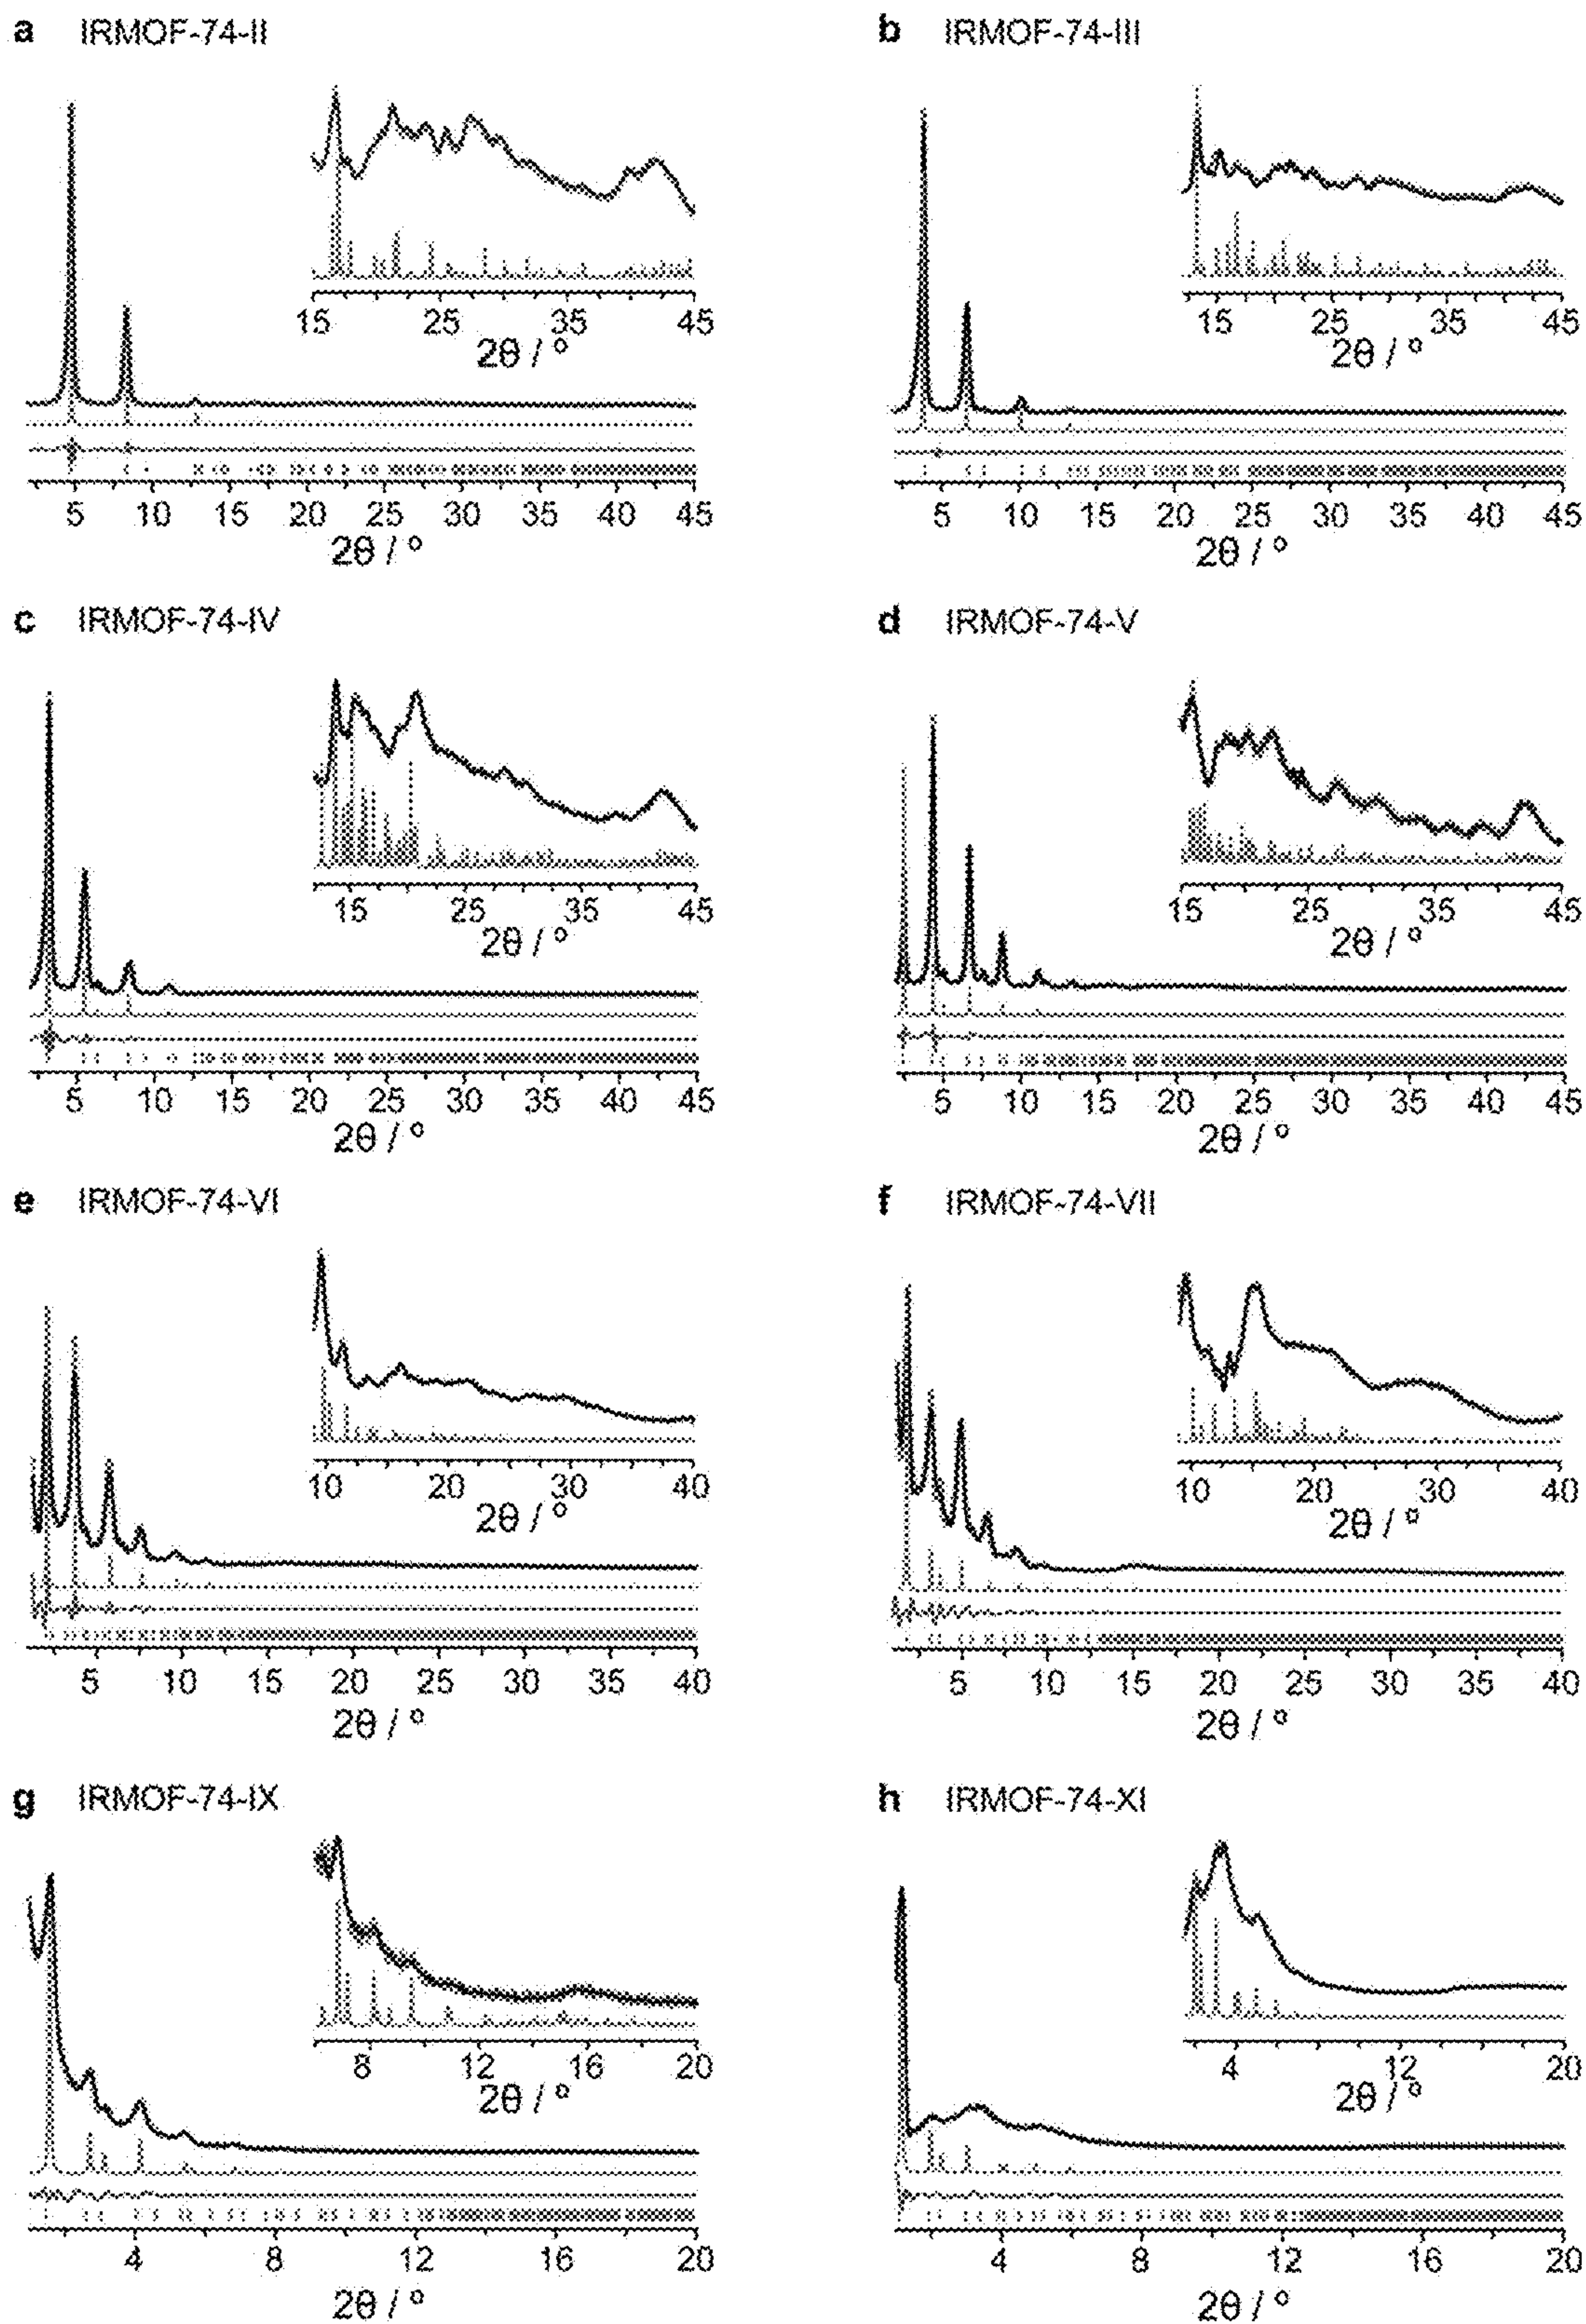 a IRMOF-74-II
15 25 35 45
2θ / º
5 10 15 20 25 30 35 40 45
2θ / º
b IRMOF-74-III
15 25 35 45
2θ / º
5 10 15 20 25 30 35 40 45
2θ / º
c IRMOF-74-IV
15 25 35 45
2θ / º
5 10 15 20 25 30 35 40 45
2θ / º
d IRMOF-74-V
15 25 35 45
2θ / º
5 10 15 20 25 30 35 40 45
2θ / º
e IRMOF-74-VI
10 20 30 40
2θ / º
5 10 15 20 25 30 35 40
2θ / º
f IRMOF-74-VII
10 20 30 40
2θ / º
5 10 15 20 25 30 35 40
2θ / º
g IRMOF-74-IX
8 12 16 20
2θ / º
4 8 12 16 20
2θ / º
h IRMOF-74-XI
4 12 20
2θ / º
4 8 12 16 20
2θ / º